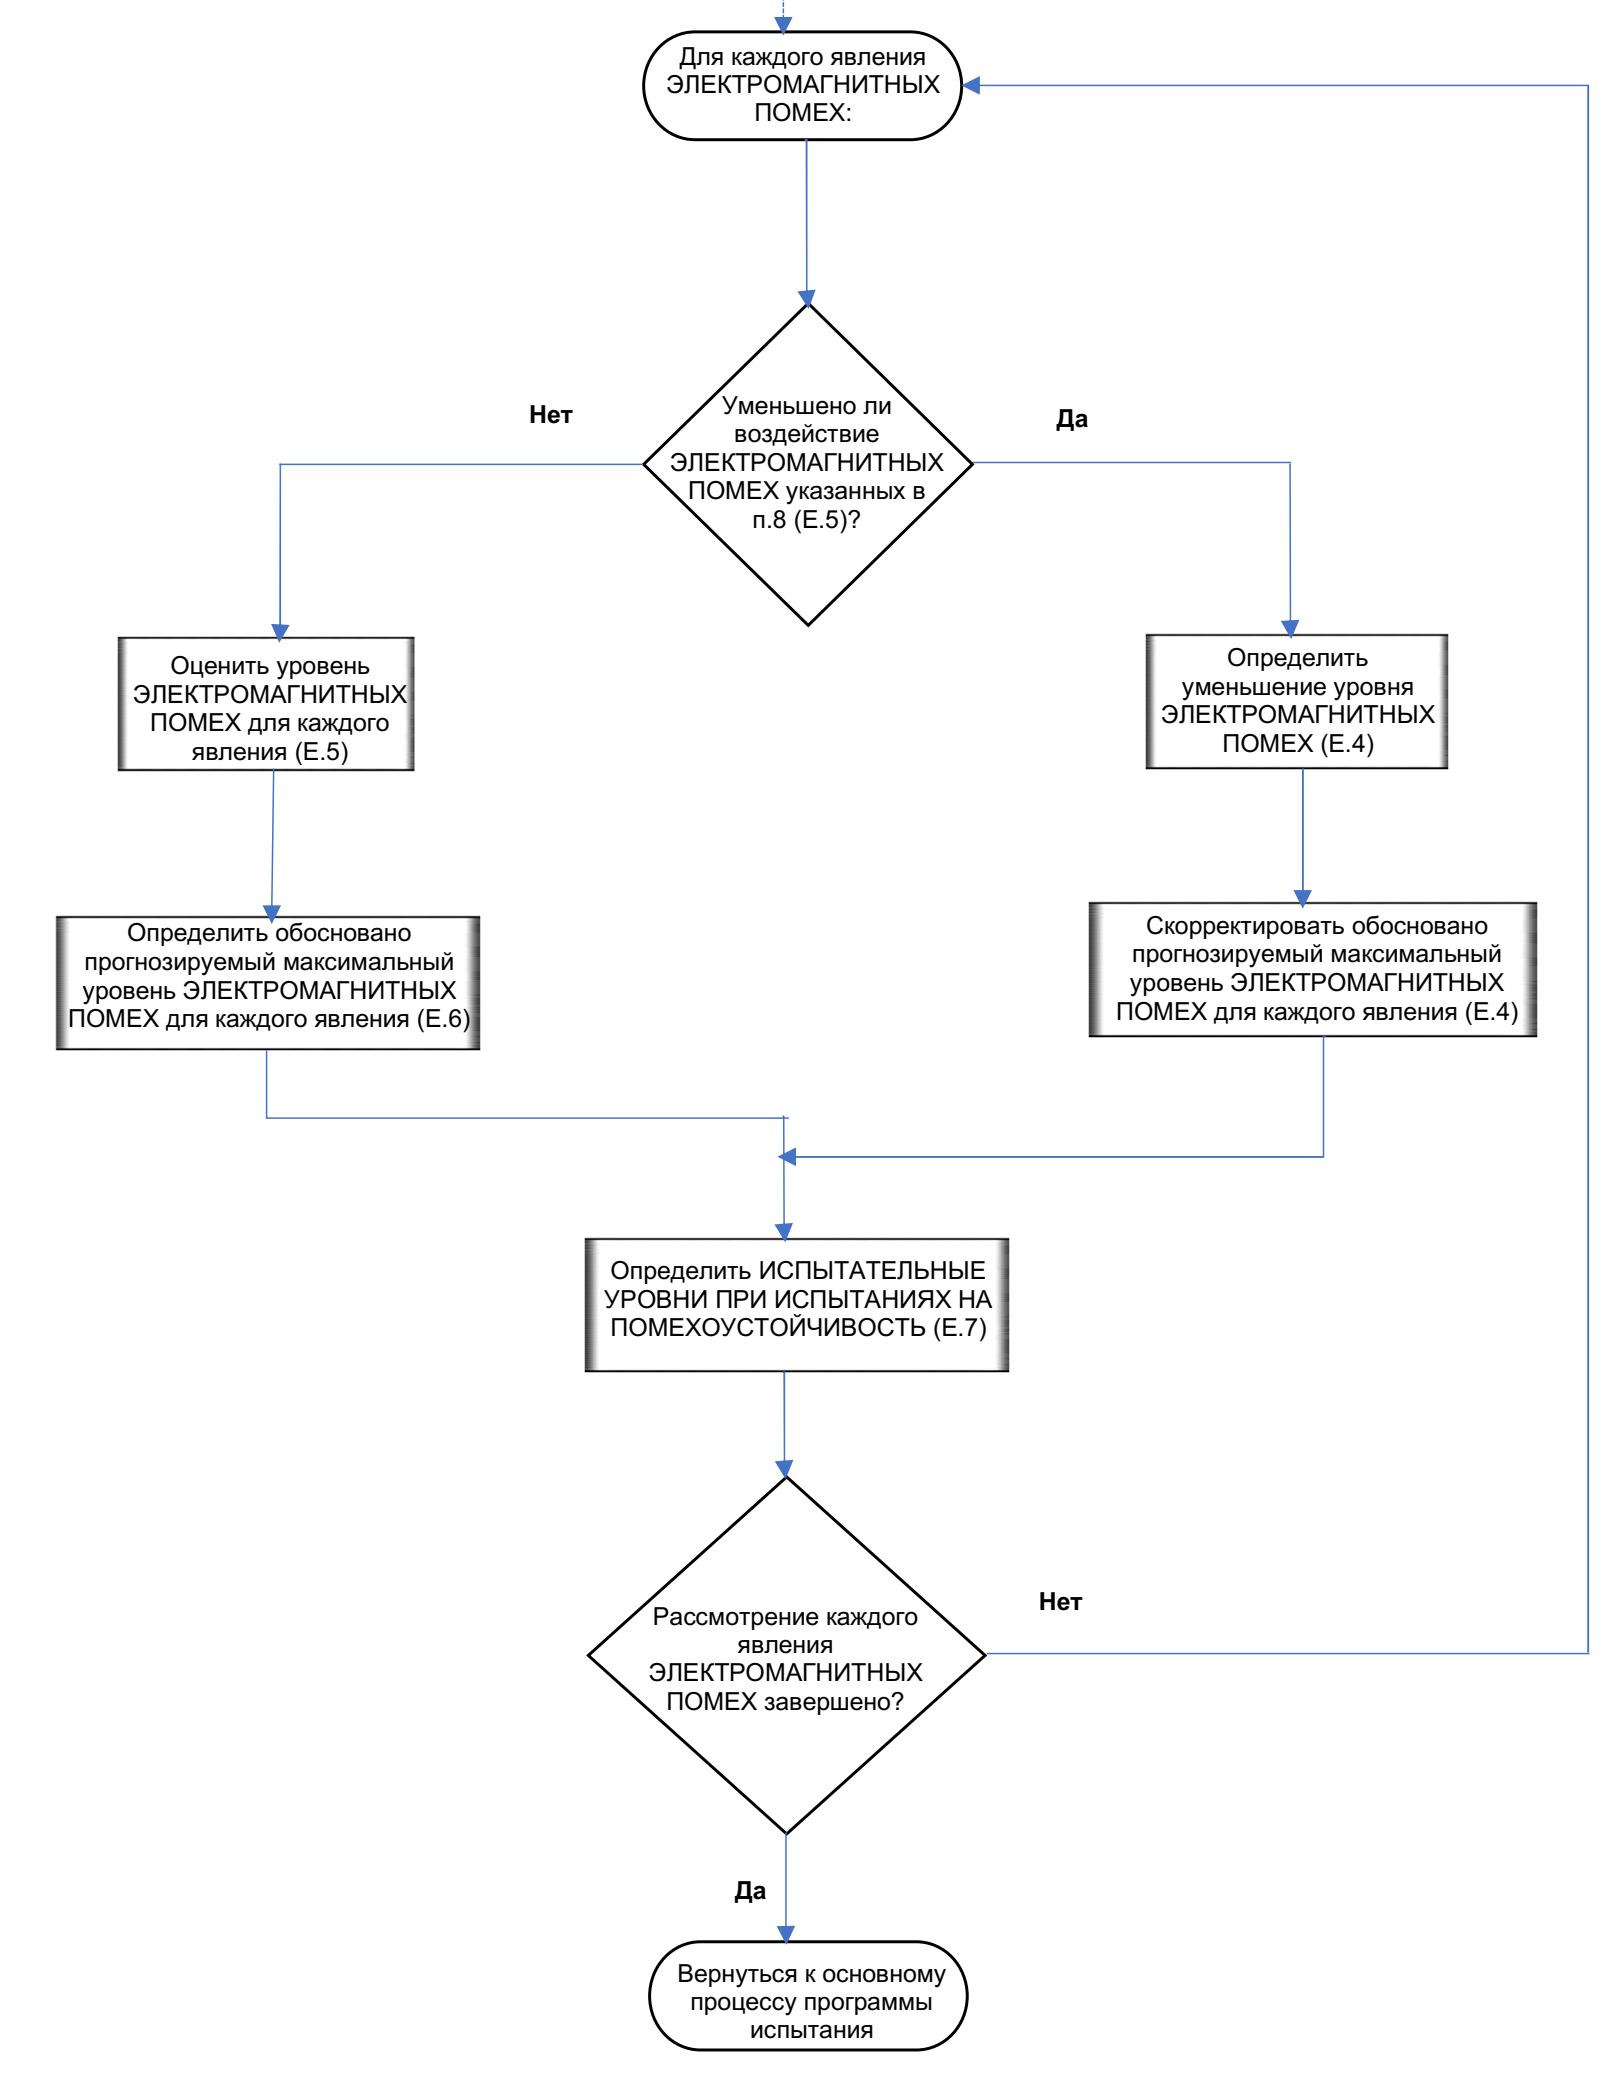 Для каждого явления
ЭЛЕКТРОМАГНИТНЫХ
ПОМЕХ:
Нет
Да
Уменьшено ли
воздействие
ЭЛЕКТРОМАГНИТНЫХ
ПОМЕХ указанных в
п.8 (E.5)?
Оценить уровень
ЭЛЕКТРОМАГНИТНЫХ
ПОМЕХ для каждого
явления (E.5)
Определить
уменьшение уровня
ЭЛЕКТРОМАГНИТНЫХ
ПОМЕХ (E.4)
Определить обосновано
прогнозируемый максимальный
уровень ЭЛЕКТРОМАГНИТНЫХ
ПОМЕХ для каждого явления (E.6)
Скорректировать обосновано
прогнозируемый максимальный
уровень ЭЛЕКТРОМАГНИТНЫХ
ПОМЕХ для каждого явления (E.4)
Определить ИСПЫТАТЕЛЬНЫЕ
УРОВНИ ПРИ ИСПЫТАНИЯХ НА
ПОМЕХОУСТОЙЧИВОСТЬ (E.7)
Нет
Рассмотрение каждого
явления
ЭЛЕКТРОМАГНИТНЫХ
ПОМЕХ завершено?
Да
Вернуться к основному
процессу программы
испытания